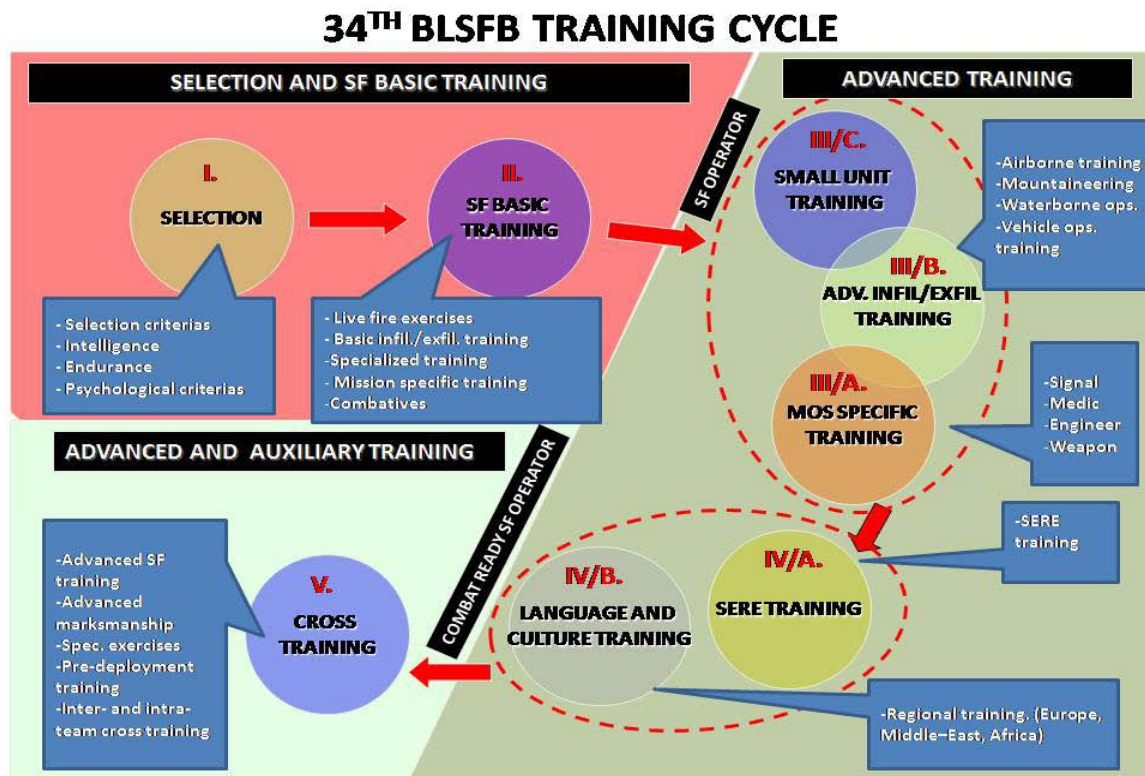 34TH BLSFB TRAINING CYCLE
SELECTION AND SF BASIC TRAINING
I.
SELECTION
- Selection criterias
- Intelligence
- Endurance
- Psychological criterias
II.
SF BASIC
TRAINING
- Live fire exercises
- Basic infil./exfil. training
-Specialized training
- Mission specific training
-Combatives
SF OPERATOR
ADVANCED TRAINING
III/C.
SMALL UNIT
TRAINING
III/B.
ADV. INFIL/EXFIL
TRAINING
-Airborne training
-Mountaineering
-Waterborne ops.
-Vehicle ops.
training
III/A.
MOS SPECIFIC
TRAINING
-Signal
-Medic
-Engineer
-Weapon
IV/A.
SERE TRAINING
-SERE
training
IV/B.
LANGUAGE AND
CULTURE TRAINING
-Regional training. (Europe,
Middle–East, Africa)
COMBAT READY SF OPERATOR
ADVANCED AND AUXILIARY TRAINING
V.
CROSS
TRAINING
-Advanced SF
training
-Advanced
marksmanship
-Spec. exercises
-Pre-deployment
training
-Inter- and intra-
team cross training